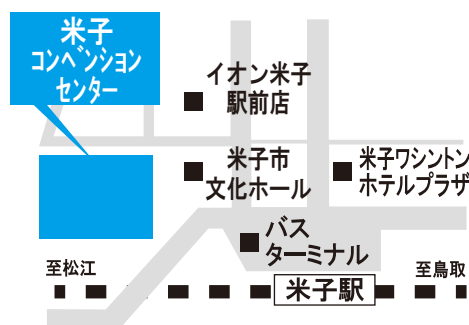 米子
コンベンション
センター
イオン米子
駅前店
米子市
文化ホール
米子ワシントン
ホテルプラザ
バス
ターミナル
至松江
至鳥取
米子駅